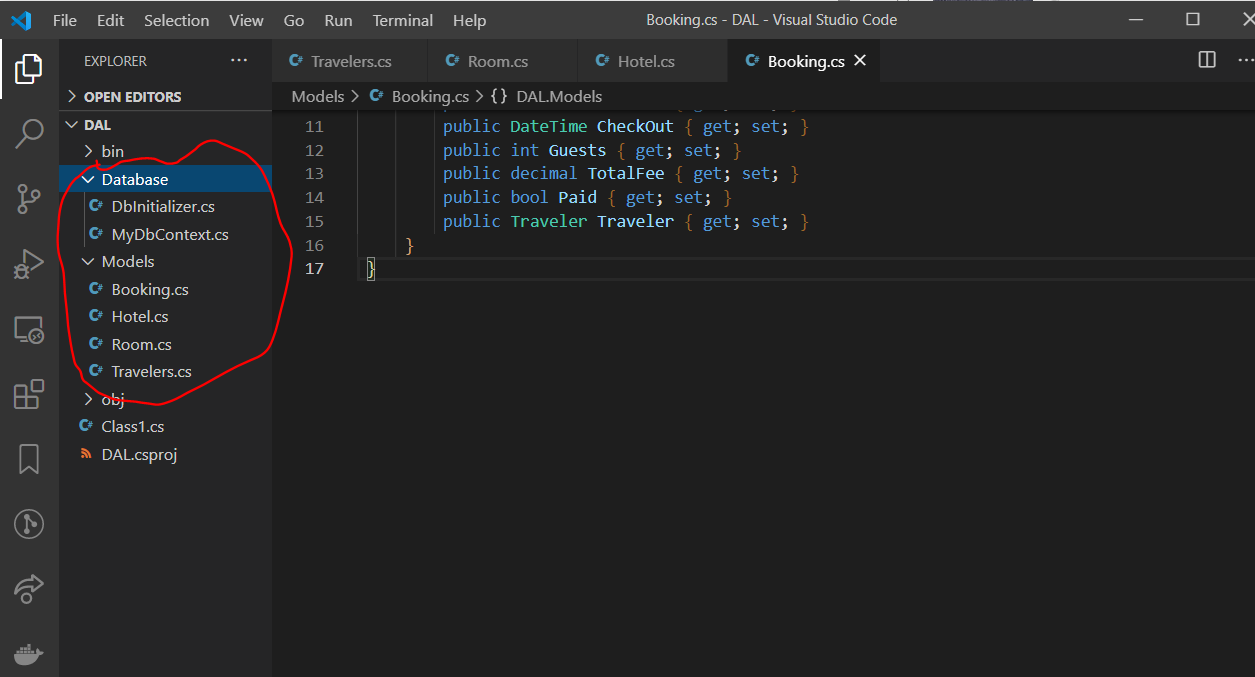 File Edit Selection View Go Run Terminal Help Booking.cs - DAL - Visual Studio Code
EXPLORER
Travelers.cs Room.cs Hotel.cs Booking.cs
OPEN EDITORS
Models > Booking.cs > {} DAL.Models
DAL
bin
Database
DbInitializer.cs
MyDbContext.cs
Models
Booking.cs
Hotel.cs
Room.cs
Travelers.cs
obj
Class1.cs
DAL.csproj
11 public DateTime CheckOut { get; set; }
12 public int Guests { get; set; }
13 public decimal TotalFee { get; set; }
14 public bool Paid { get; set; }
15 public Traveler Traveler { get; set; }
16 }
17 }